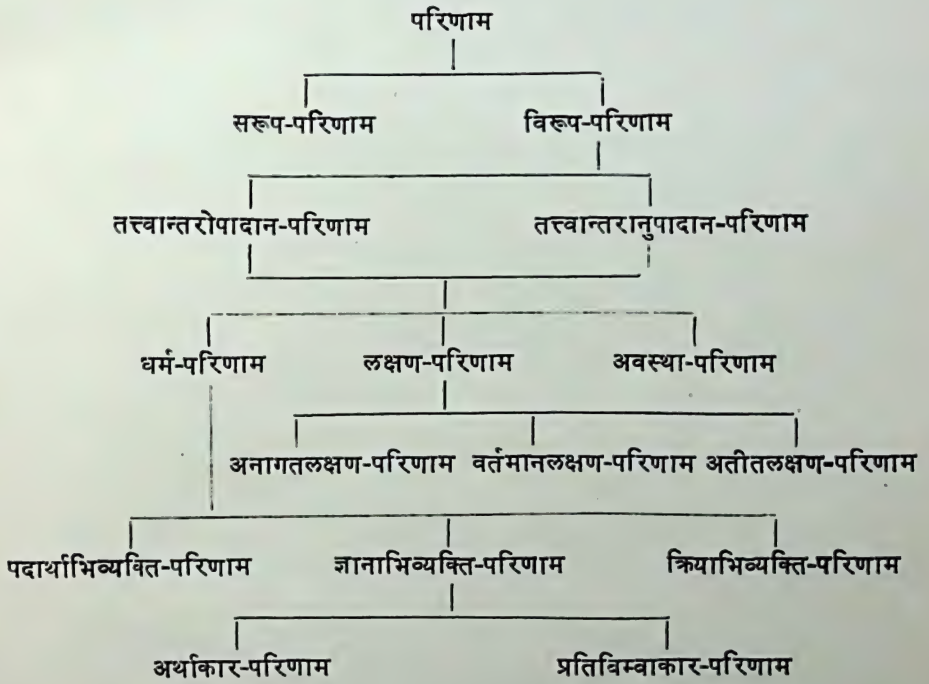 परिणाम
सरूप-परिणाम विरूप-परिणाम
तत्त्वान्तरोपादान-परिणाम तत्त्वान्तरानुपादान-परिणाम
धर्म-परिणाम लक्षण-परिणाम अवस्था-परिणाम
अनागतलक्षण-परिणाम वर्तमानलक्षण-परिणाम अतीतलक्षण-परिणाम
पदार्थाभिव्यक्ति-परिणाम ज्ञानाभिव्यक्ति-परिणाम क्रियाभिव्यक्ति-परिणाम
अर्थाकार-परिणाम प्रतिबिम्बाकार-परिणाम